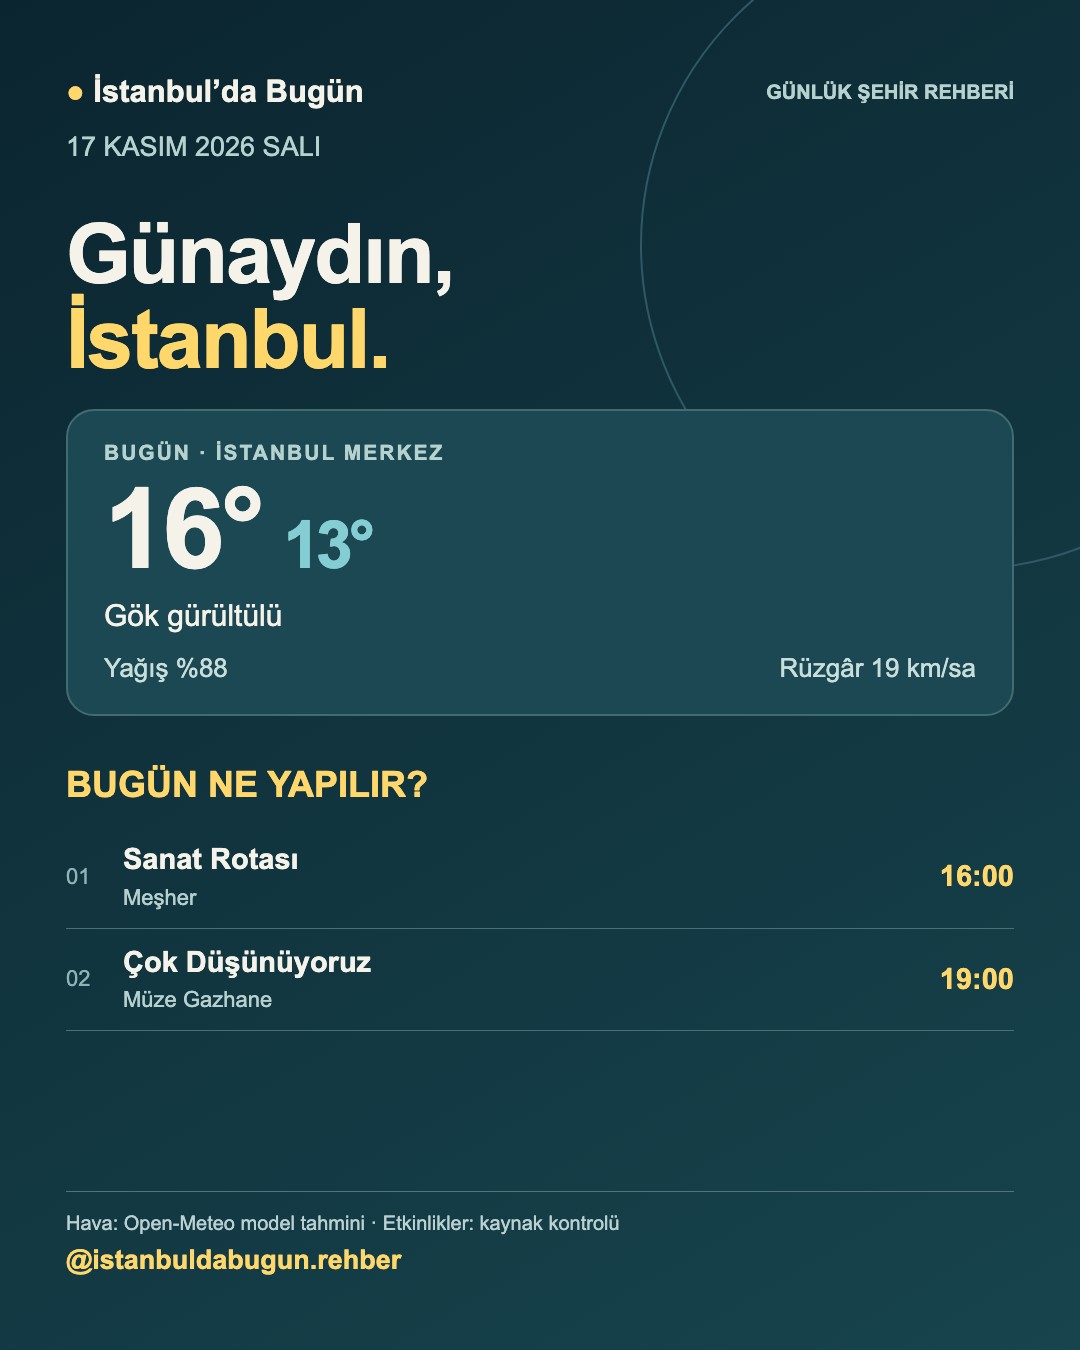 İstanbul’da Bugün
GÜNLÜK ŞEHİR REHBERİ
17 KASIM 2026 SALI
Günaydın,
İstanbul.
BUGÜN · İSTANBUL MERKEZ
16° 13°
Gök gürültülü
Yağış %88
Rüzgâr 19 km/sa
BUGÜN NE YAPILIR?
01
Sanat Rotası
Meşher
16:00
02
Çok Düşünüyoruz
Müze Gazhane
19:00
Hava: Open-Meteo model tahmini · Etkinlikler: kaynak kontrolü
@istanbuldabugun.rehber